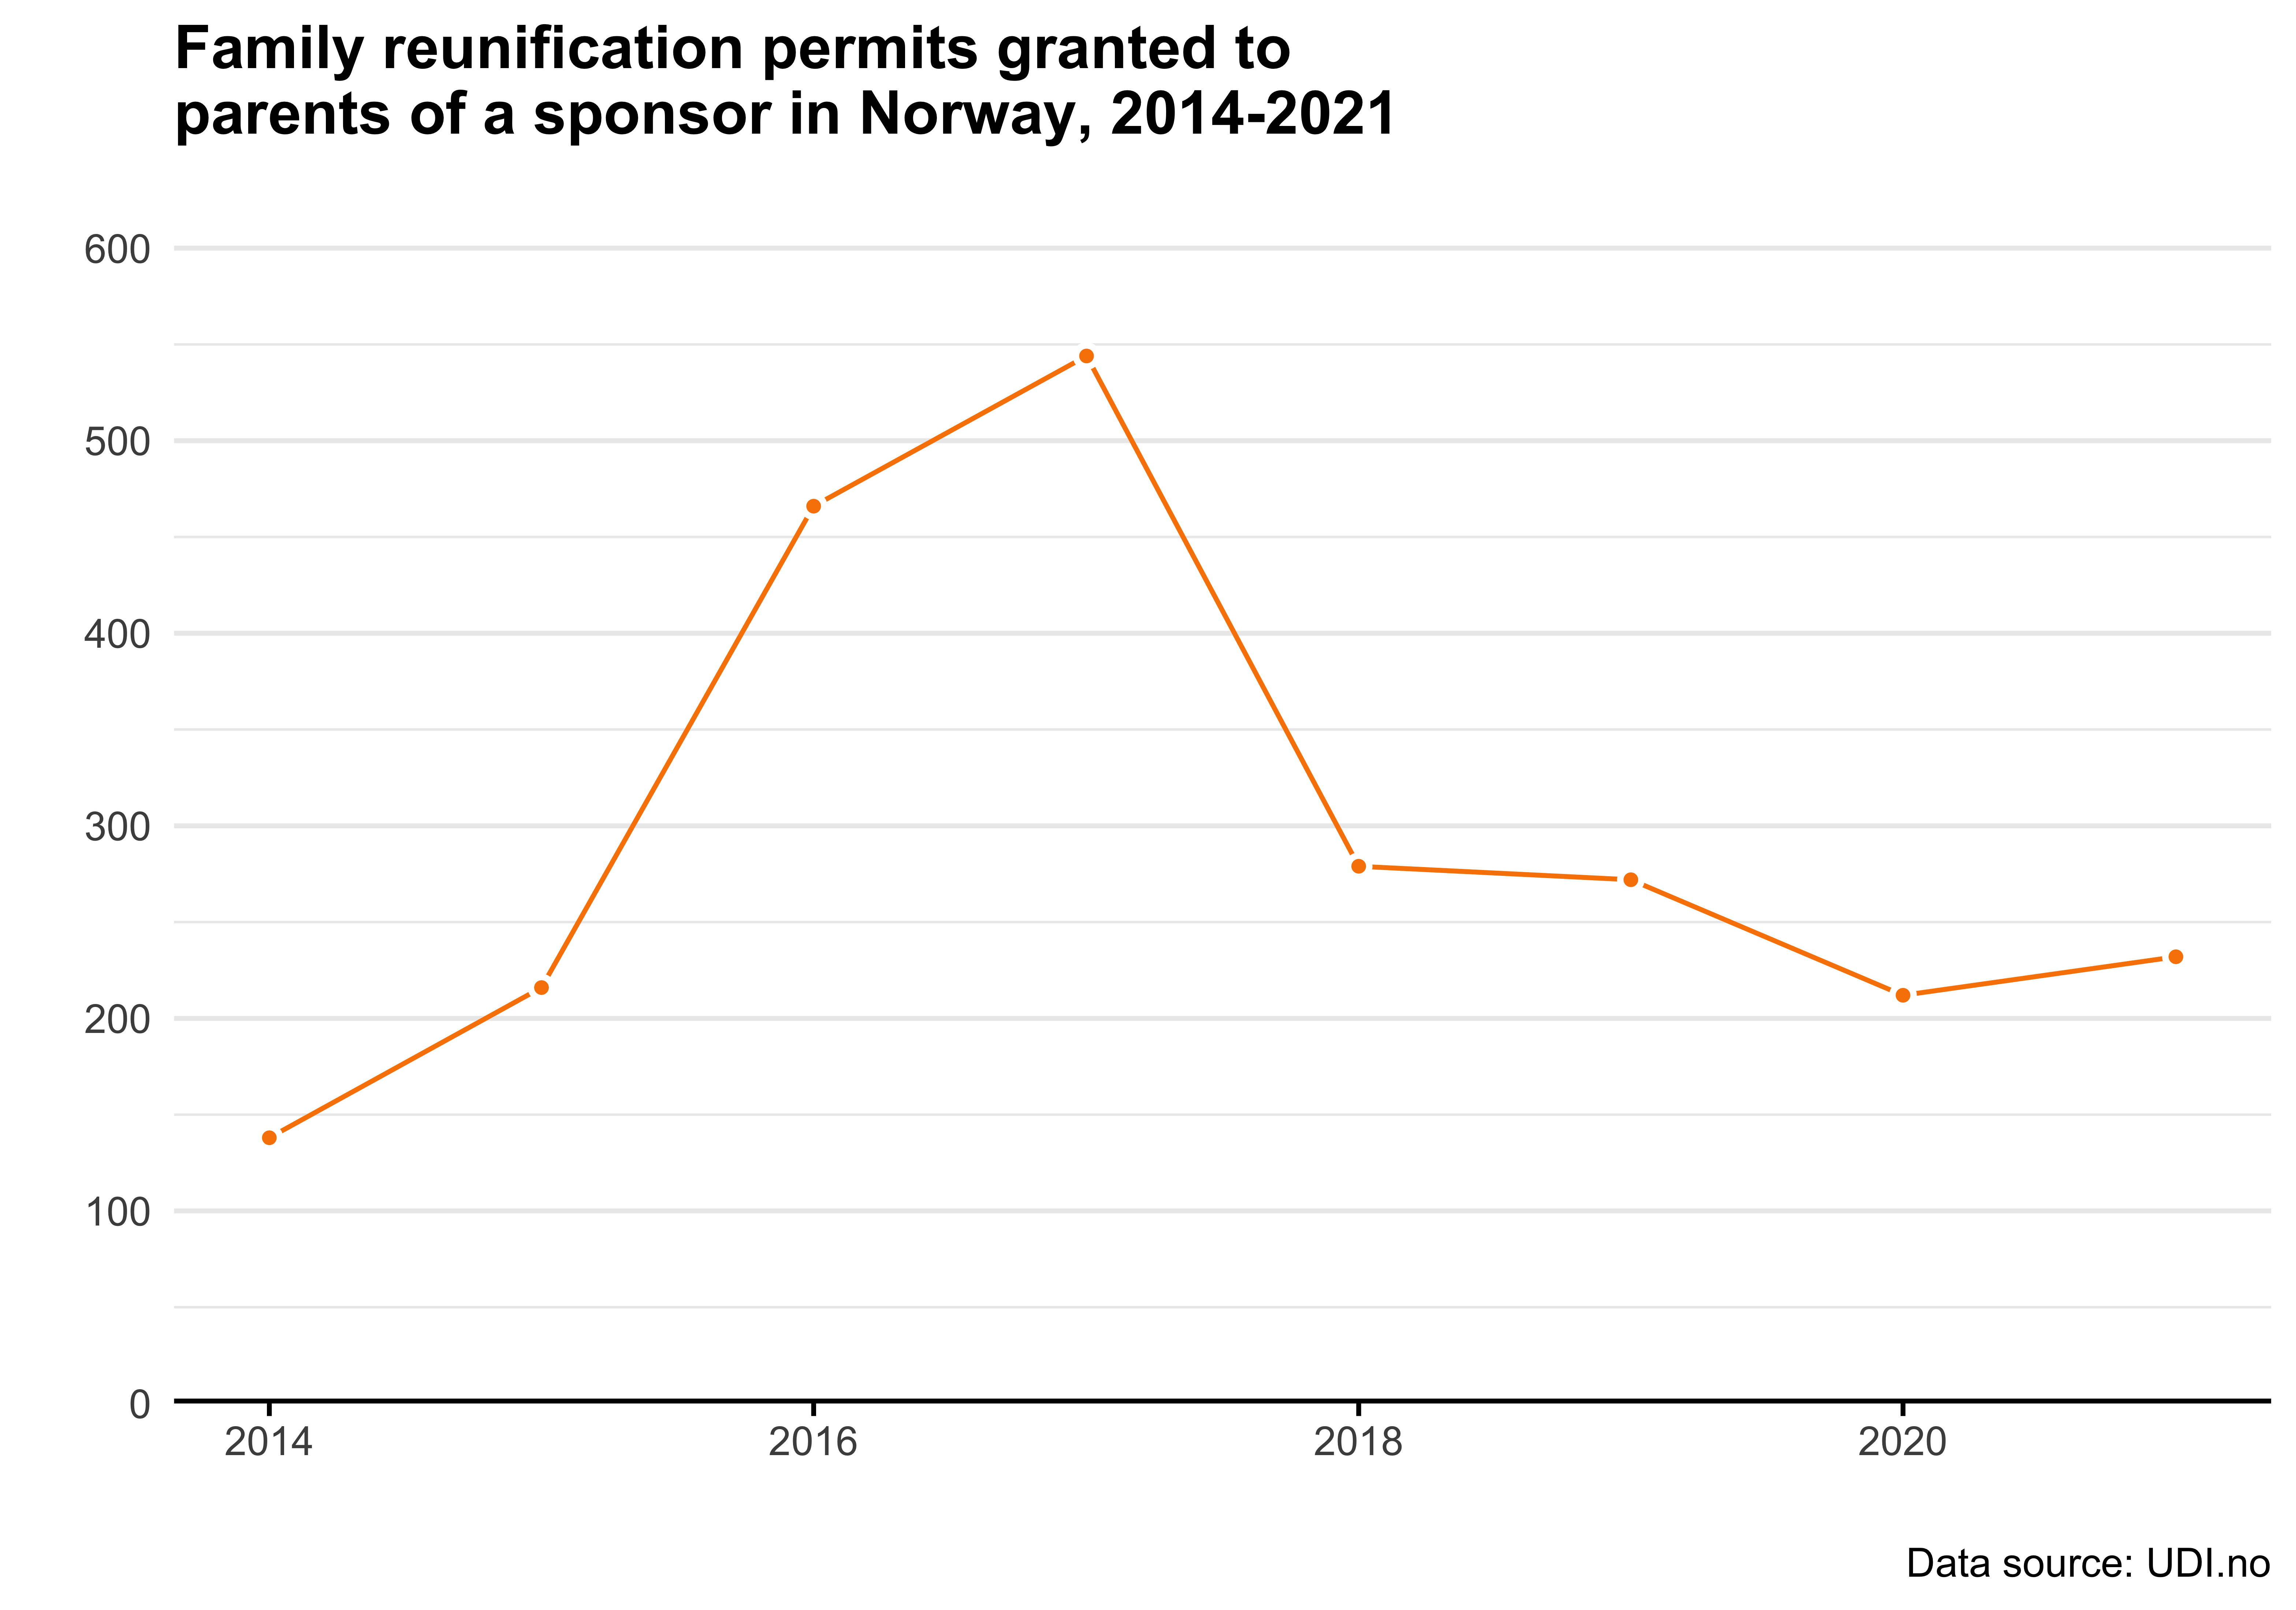 Family reunification permits granted to
parents of a sponsor in Norway, 2014-2021
600
500
400
300
200
100
0
2014 2016 2018 2020
Data source: UDI.no